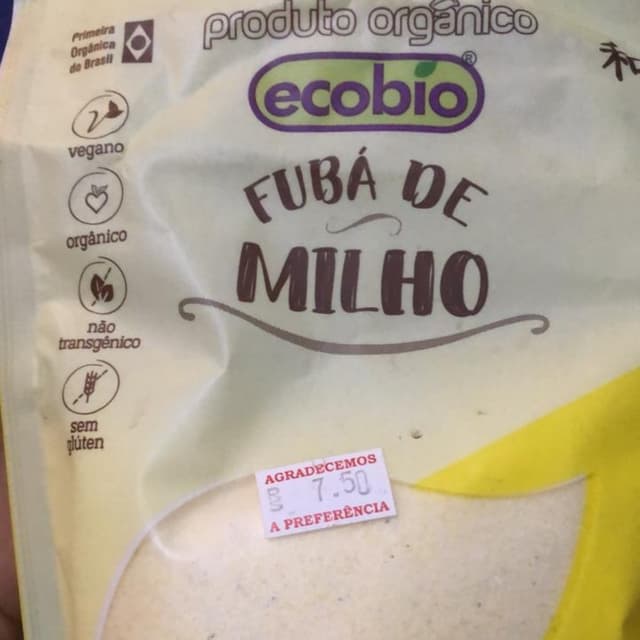 produto orgânico
Primeira
Orgânica
do Brasil
ecobio®
和
vegano
orgânico
não
transgênico
sem
glúten
FUBÁ DE
MILHO
AGRADECEMOS
7.50
A PREFERÊNCIA